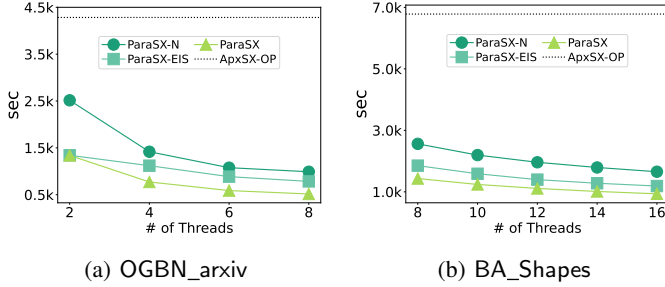 4.5k
2.5k
1.5k
0.5k
sec
ParaSX-N
ParaSX
ParaSX-EIS
ApxSX-OP
2 4 6 8
# of Threads
(a) OGBN_arxiv
7.0k
5.0k
3.0k
1.0k
sec
ParaSX-N
ParaSX
ParaSX-EIS
ApxSX-OP
8 10 12 14 16
# of Threads
(b) BA_Shapes